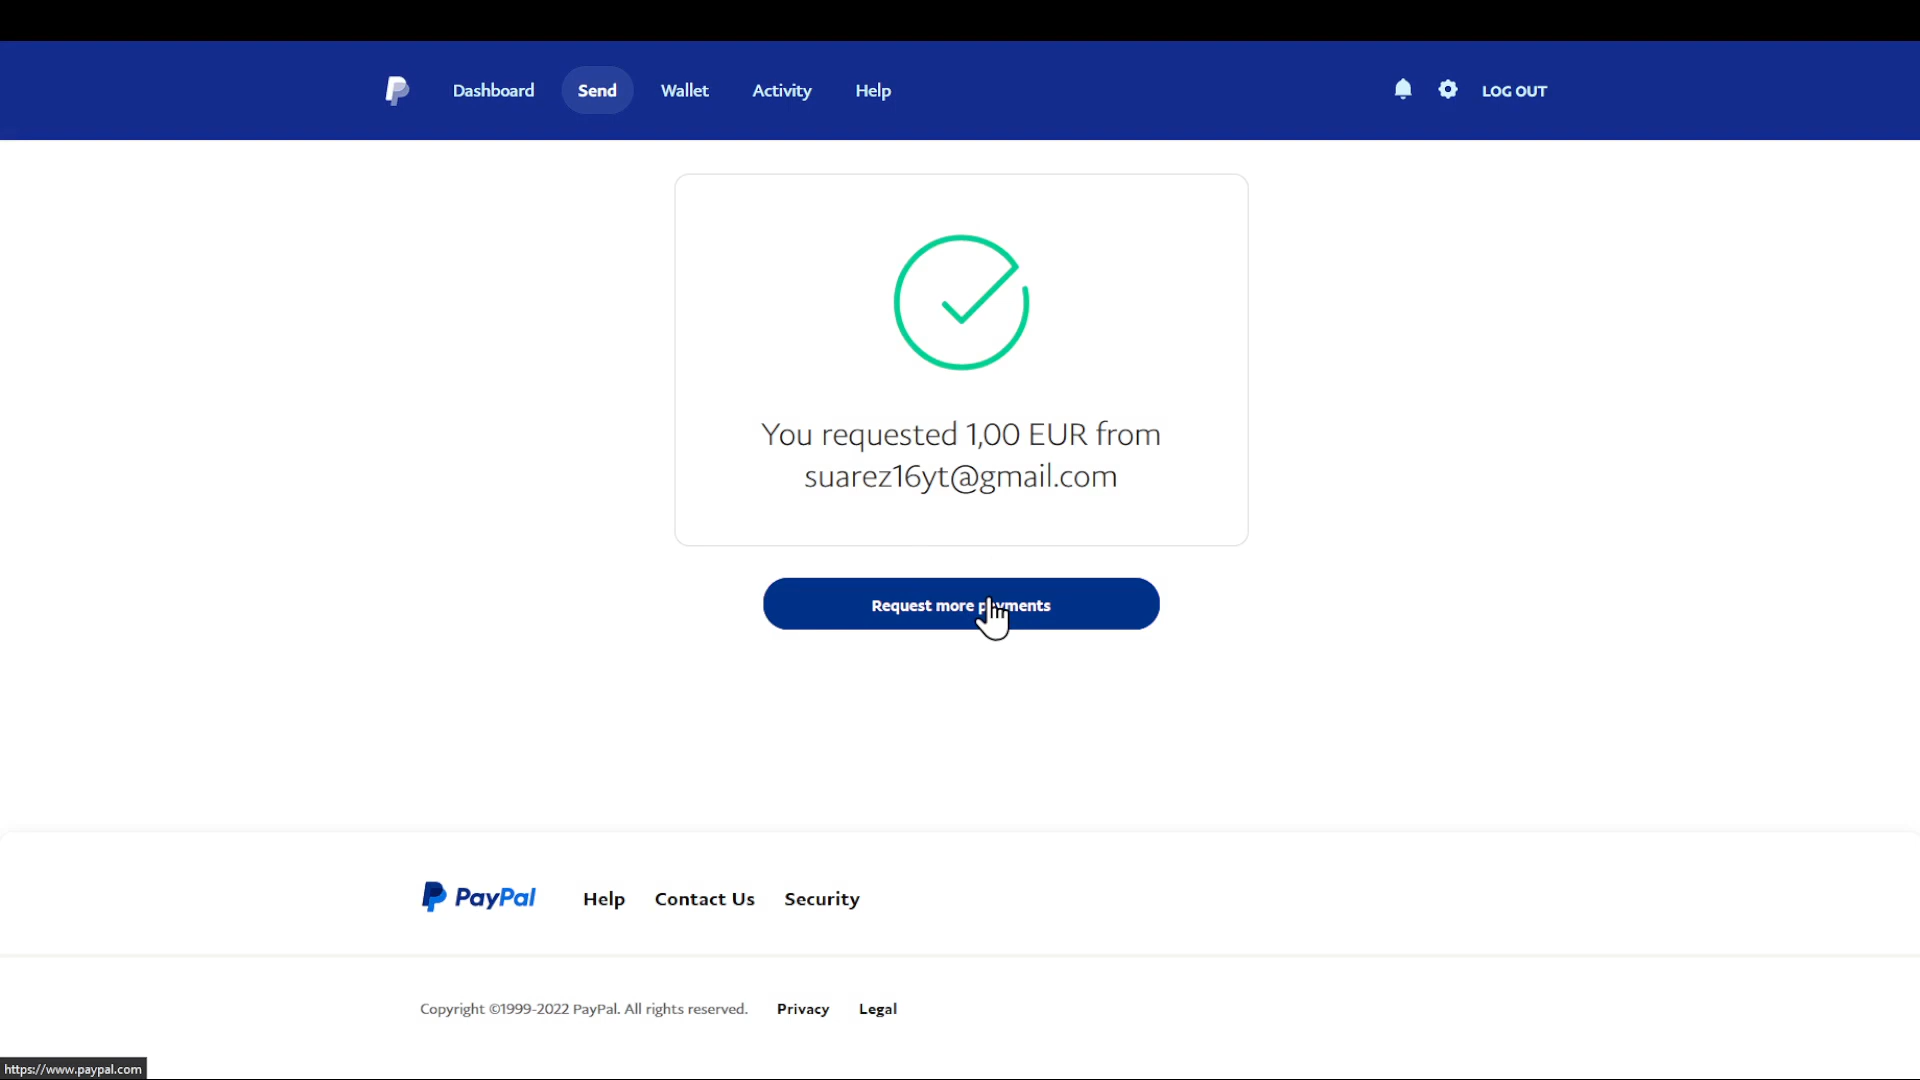 Dashboard Send Wallet Activity Help LOG OUT
You requested 1,00 EUR from
suarez16yt@gmail.com
Request more payments
PayPal Help Contact Us Security
Copyright ©1999-2022 PayPal. All rights reserved. Privacy Legal
https://www.paypal.com